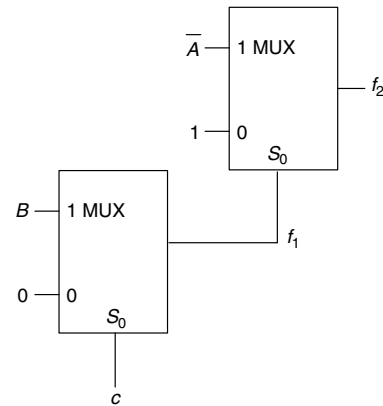 A̅ 1 MUX
f₂
1 0
S₀
B 1 MUX
f₁
0 0
S₀
c